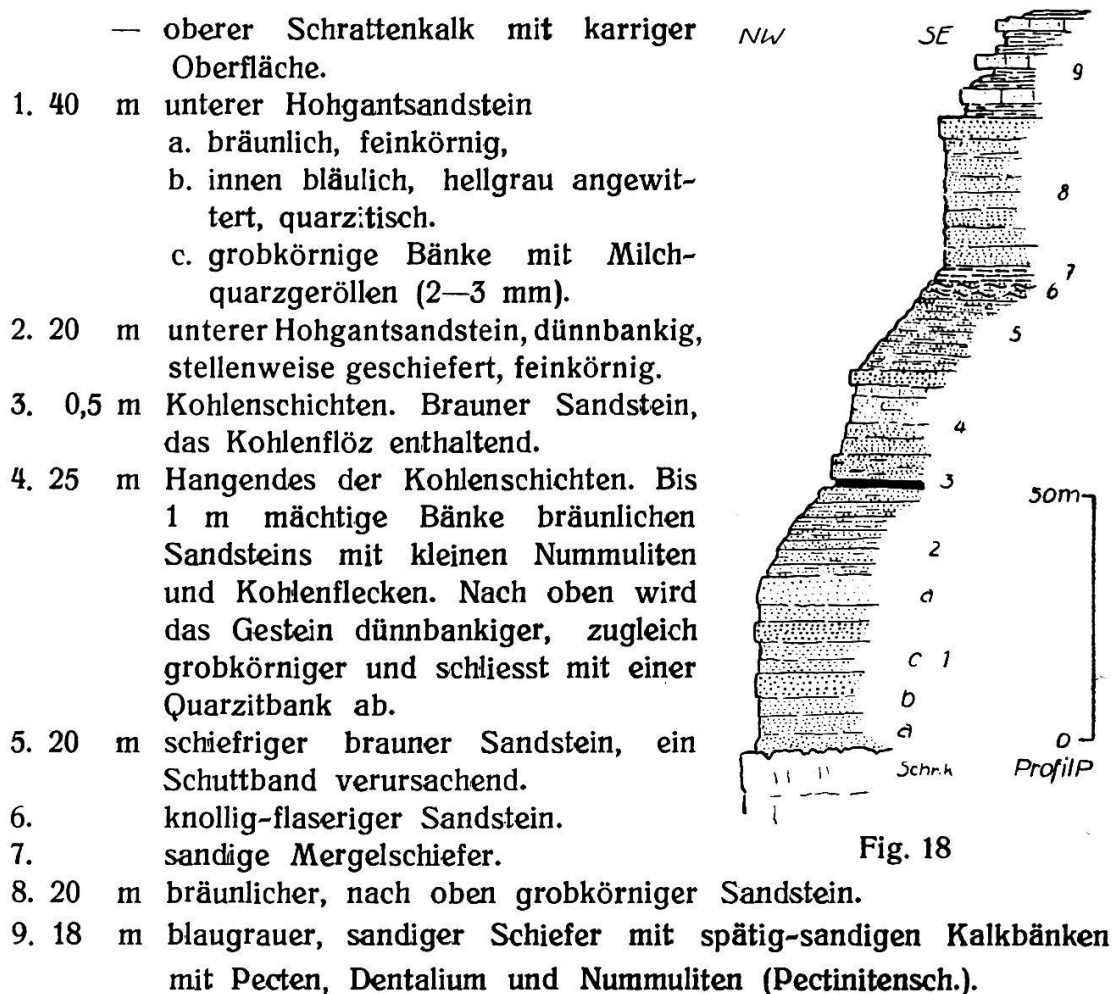 — oberer Schrattenkalk mit karriger
Oberfläche.
1. 40 m unterer Hohgantsandstein
a. bräunlich, feinkörnig,
b. innen bläulich, hellgrau angewit-
tert, quarzitisch.
c. grobkörnige Bänke mit Milch-
quarzgeröllen (2—3 mm).
2. 20 m unterer Hohgantsandstein, dünnbankig,
stellenweise geschiefert, feinkörnig.
3. 0,5 m Kohlenschichten. Brauner Sandstein,
das Kohlenflöz enthaltend.
4. 25 m Hangendes der Kohlenschichten. Bis
1 m mächtige Bänke bräunlichen
Sandsteins mit kleinen Nummuliten
und Kohlenflecken. Nach oben wird
das Gestein dünnbankiger, zugleich
grobkörniger und schliesst mit einer
Quarzitbank ab.
5. 20 m schiefriger brauner Sandstein, ein
Schuttband verursachend.
6. knollig-flaseriger Sandstein.
7. sandige Mergelschiefer.
8. 20 m bräunlicher, nach oben grobkörniger Sandstein.
9. 18 m blaugrauer, sandiger Schiefer mit spätig-sandigen Kalkbänken
mit Pecten, Dentalium und Nummuliten (Pectinitensch.).
NW SE
9
8
7
6
5
4
3
50m
2
a
c 1
b
a
0
Schr.k ProfilP
Fig. 18